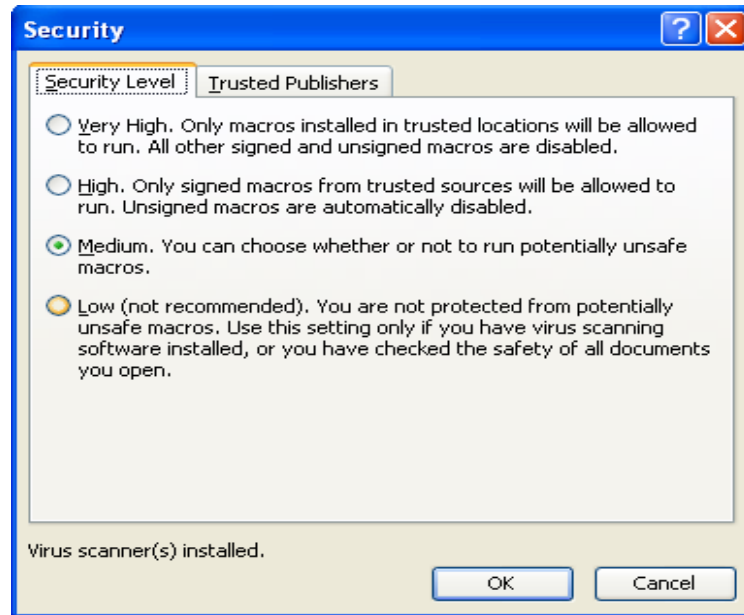 Security
Security Level
Trusted Publishers
Very High. Only macros installed in trusted locations will be allowed
to run. All other signed and unsigned macros are disabled.
High. Only signed macros from trusted sources will be allowed to
run. Unsigned macros are automatically disabled.
Medium. You can choose whether or not to run potentially unsafe
macros.
Low (not recommended). You are not protected from potentially
unsafe macros. Use this setting only if you have virus scanning
software installed, or you have checked the safety of all documents
you open.
Virus scanner(s) installed.
OK
Cancel